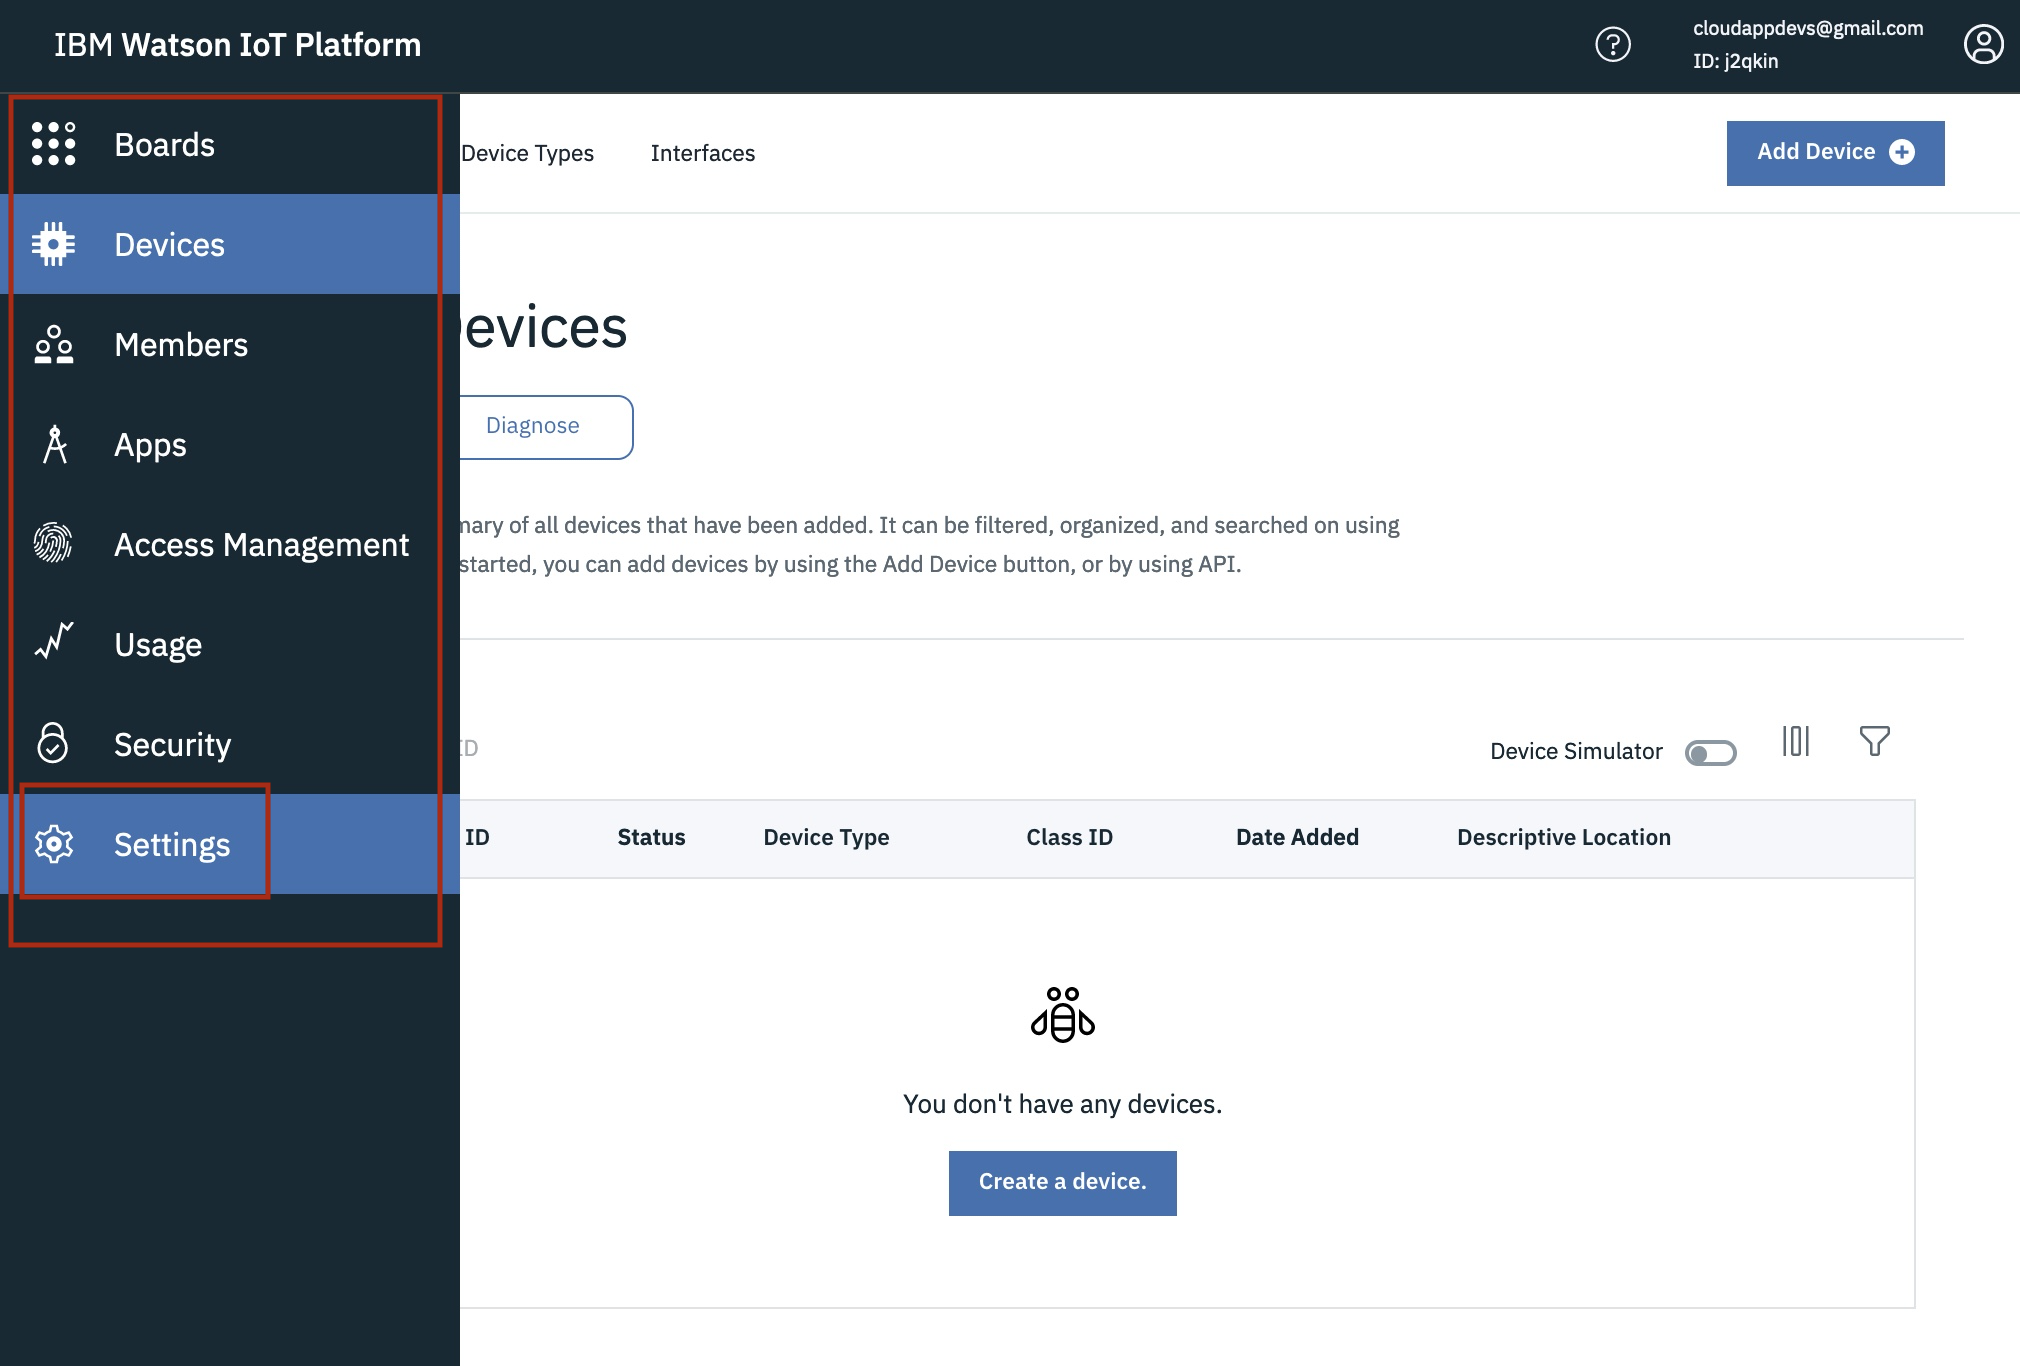 IBM Watson IoT Platform
cloudappdevs@gmail.com
ID: j2qkin
Boards
Devices
Members
Apps
Access Management
Usage
Security
Settings
Device Types
Interfaces
Add Device
evices
Diagnose
mary of all devices that have been added. It can be filtered, organized, and searched on using
started, you can add devices by using the Add Device button, or by using API.
ID
Device Simulator
ID
Status
Device Type
Class ID
Date Added
Descriptive Location
You don't have any devices.
Create a device.